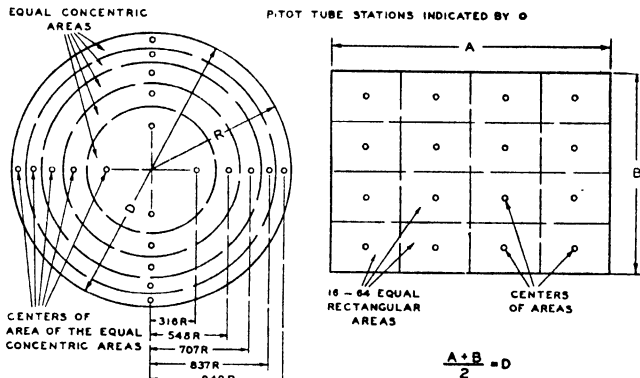 EQUAL CONCENTRIC
AREAS
PITOT TUBE STATIONS INDICATED BY O
A
R
D
B
CENTERS OF
AREA OF THE EQUAL
CONCENTRIC AREAS
316R
548R
707R
837R
16 - 64 EQUAL
RECTANGULAR
AREAS
CENTERS
OF AREAS
A + B
2
= D